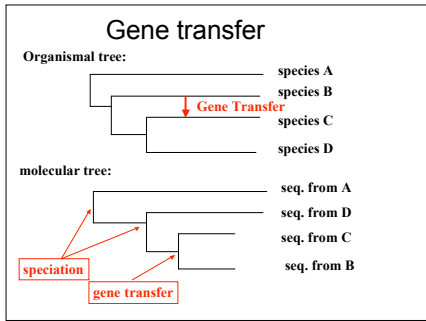 Gene transfer
Organismal tree:
species A
species B
Gene Transfer
species C
species D
molecular tree:
seq. from A
seq. from D
seq. from C
seq. from B
speciation
gene transfer